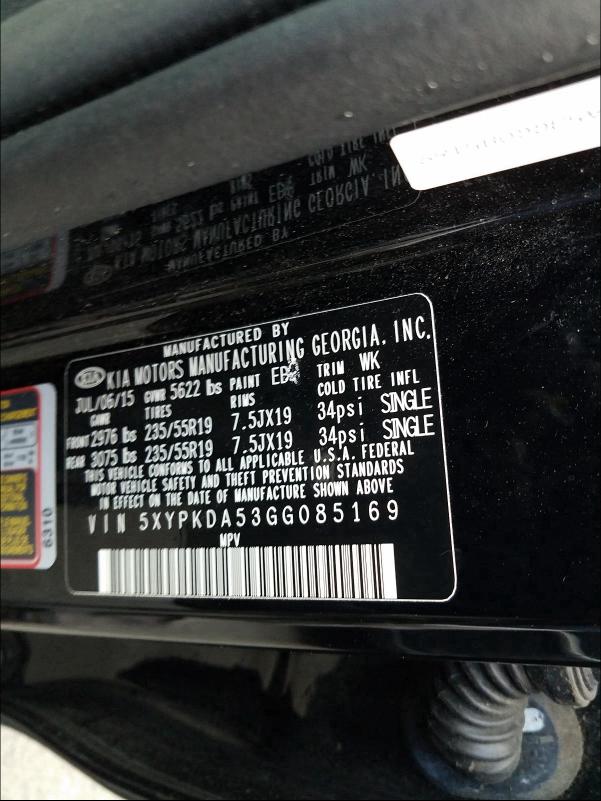 MANUFACTURED BY
KIA KIA MOTORS MANUFACTURING GEORGIA, INC.
JUL/06/15 GVWR 5622 lbs PAINT TRIM WK
GAWR TIRES RIMS COLD TIRE INFL
FRONT 2976 lbs 235/55R19 7.5JX19 34psi SINGLE
REAR 3075 lbs 235/55R19 7.5JX19 34psi SINGLE
THIS VEHICLE CONFORMS TO ALL APPLICABLE U.S.A. FEDERAL
MOTOR VEHICLE SAFETY AND THEFT PREVENTION STANDARDS
IN EFFECT ON THE DATE OF MANUFACTURE SHOWN ABOVE
VIN 5XYPKDA53GG085169
MPV
6310